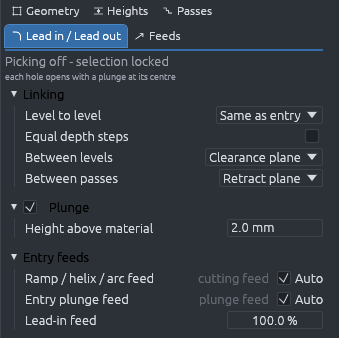 Geometry Heights Passes
Lead in / Lead out Feeds
Picking off - selection locked
each hole opens with a plunge at its centre
Linking
Level to level Same as entry
Equal depth steps
Between levels Clearance plane
Between passes Retract plane
Plunge
Height above material 2.0 mm
Entry feeds
Ramp / helix / arc feed cutting feed Auto
Entry plunge feed plunge feed Auto
Lead-in feed 100.0 %